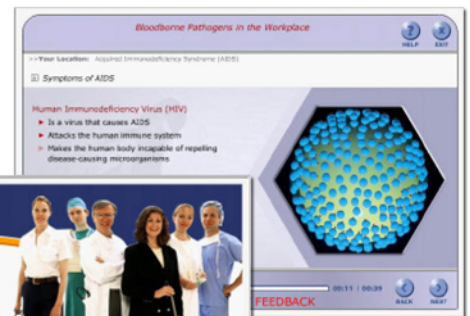 Bloodborne Pathogens in the Workplace
HELP
EXIT
>>Your Location: Acquired Immunodeficiency Syndrome (AIDS)
Symptoms of AIDS
Human Immunodeficiency Virus (HIV)
Is a virus that causes AIDS
Attacks the human immune system
Makes the human body incapable of repelling
disease-causing microorganisms
00:11 / 00:39
FEEDBACK
BACK
NEXT